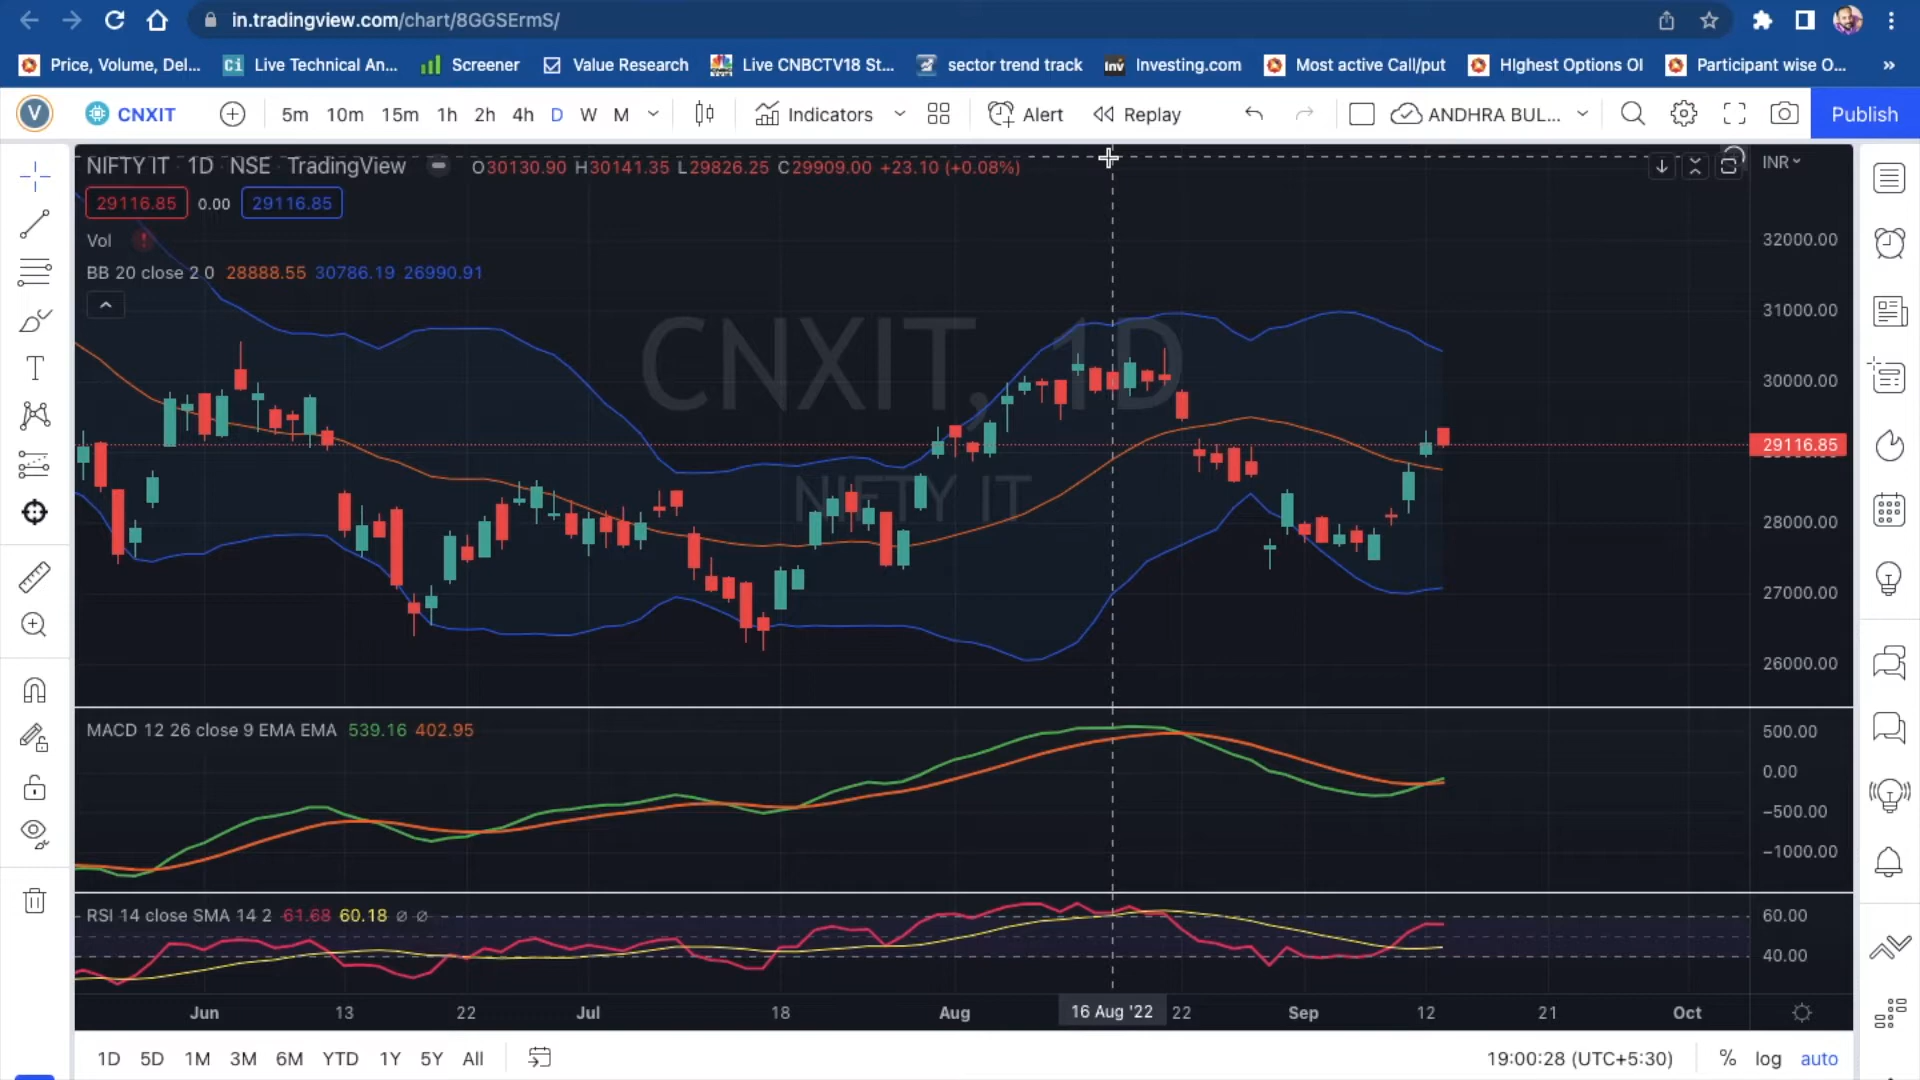 in.tradingview.com/chart/8GGSErmS/
Price, Volume, Del... Live Technical An... Screener Value Research Live CNBCTV18 St... sector trend track Investing.com Most active Call/put HIghest Options OI Participant wise O... »
V CNXIT 5m 10m 15m 1h 2h 4h D W M Indicators Alert Replay ANDHRA BUL... Publish
NIFTY IT 1D NSE TradingView O30130.90 H30141.35 L29826.25 C29909.00 +23.10 (+0.08%) INR
29116.85 0.00 29116.85
Vol !
32000.00
BB 20 close 2 0 28888.55 30786.19 26990.91
31000.00
CNXIT, 1D
30000.00
29116.85
NIFTY IT
28000.00
27000.00
26000.00
MACD 12 26 close 9 EMA EMA 539.16 402.95 500.00
0.00
−500.00
−1000.00
RSI 14 close SMA 14 2 61.68 60.18 ∅ ∅ 60.00
40.00
Jun 13 22 Jul 18 Aug 16 Aug '22 22 Sep 12 21 Oct
1D 5D 1M 3M 6M YTD 1Y 5Y All 19:00:28 (UTC+5:30) % log auto